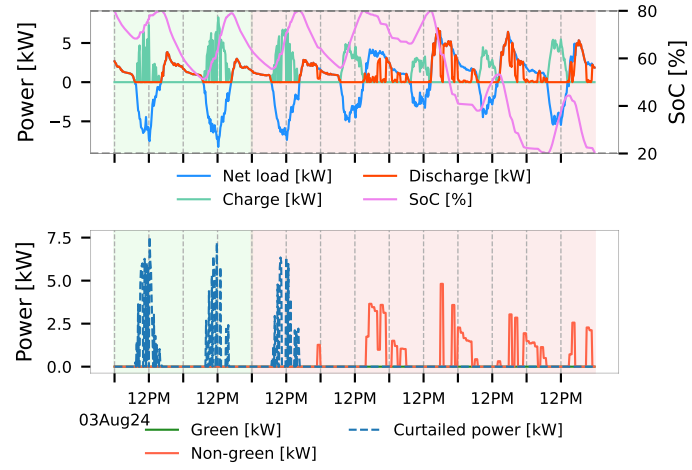 80
5
60
0
40
−5
20
Power [kW]
SoC [%]
Net load [kW]
Discharge [kW]
Charge [kW]
SoC [%]
7.5
5.0
2.5
0.0
Power [kW]
12PM 12PM 12PM 12PM 12PM 12PM 12PM
03Aug24
Green [kW]
Curtailed power [kW]
Non-green [kW]